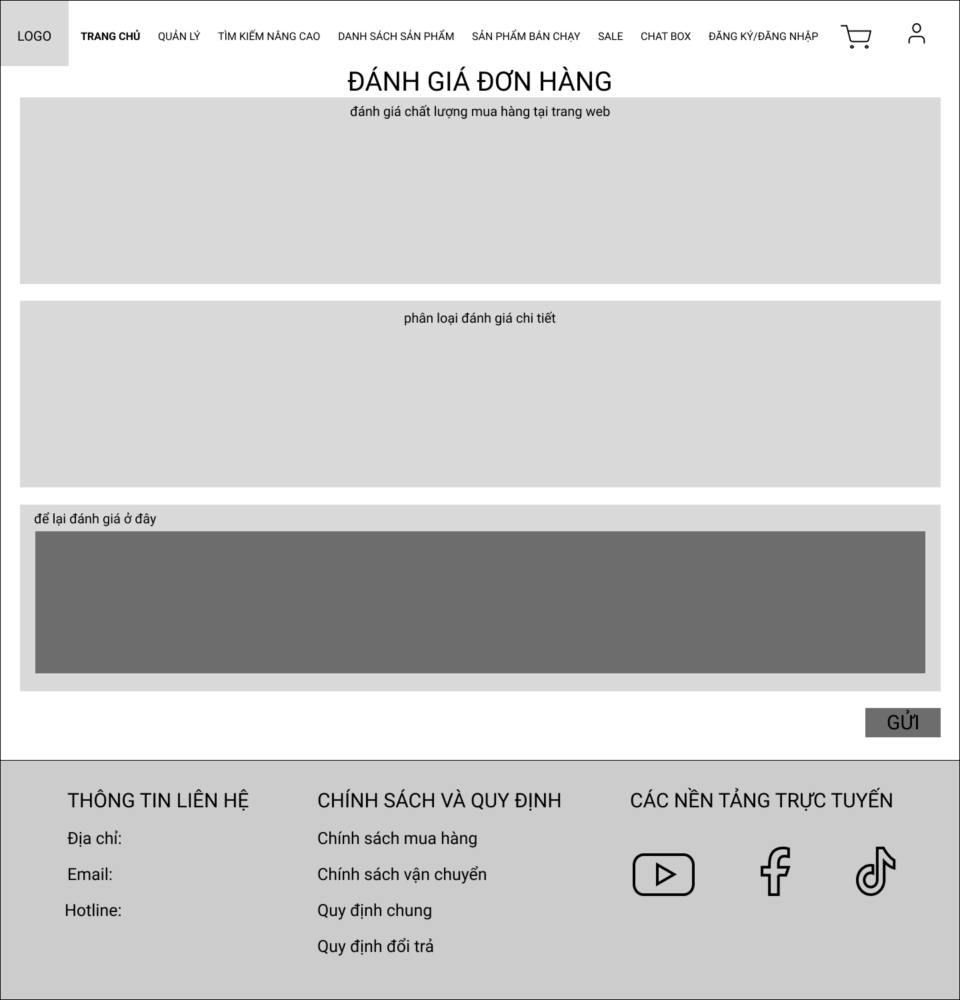 LOGO
TRANG CHỦ
QUẢN LÝ
TÌM KIẾM NÂNG CAO
DANH SÁCH SẢN PHẨM
SẢN PHẨM BÁN CHẠY
SALE
CHAT BOX
ĐĂNG KÝ/ĐĂNG NHẬP
ĐÁNH GIÁ ĐƠN HÀNG
đánh giá chất lượng mua hàng tại trang web
phân loại đánh giá chi tiết
để lại đánh giá ở đây
GỬI
THÔNG TIN LIÊN HỆ
Địa chỉ:
Email:
Hotline:
CHÍNH SÁCH VÀ QUY ĐỊNH
Chính sách mua hàng
Chính sách vận chuyển
Quy định chung
Quy định đổi trả
CÁC NỀN TẢNG TRỰC TUYẾN